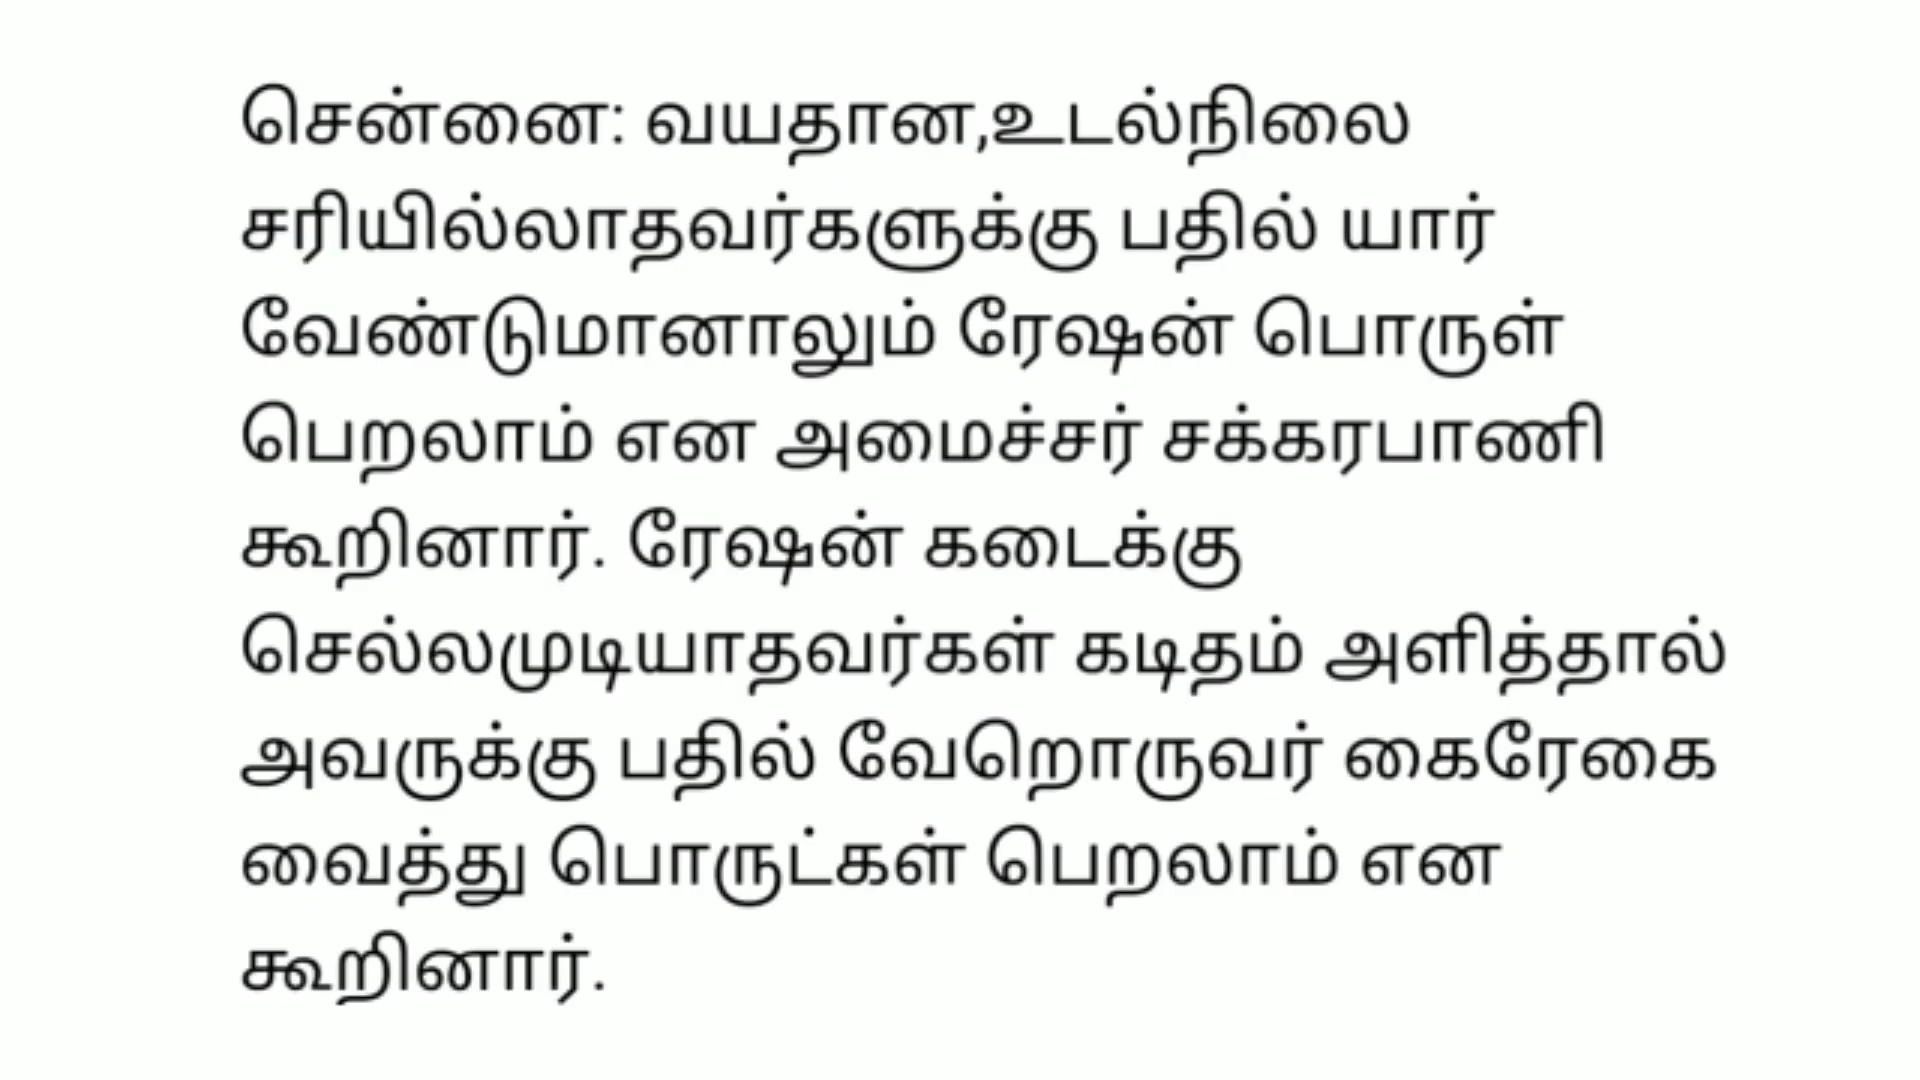 சென்னை: வயதான,உடல்நிலை
சரியில்லாதவர்களுக்கு பதில் யார்
வேண்டுமானாலும் ரேஷன் பொருள்
பெறலாம் என அமைச்சர் சக்கரபாணி
கூறினார். ரேஷன் கடைக்கு
செல்லமுடியாதவர்கள் கடிதம் அளித்தால்
அவருக்கு பதில் வேறொருவர் கைரேகை
வைத்து பொருட்கள் பெறலாம் என
கூறினார்.